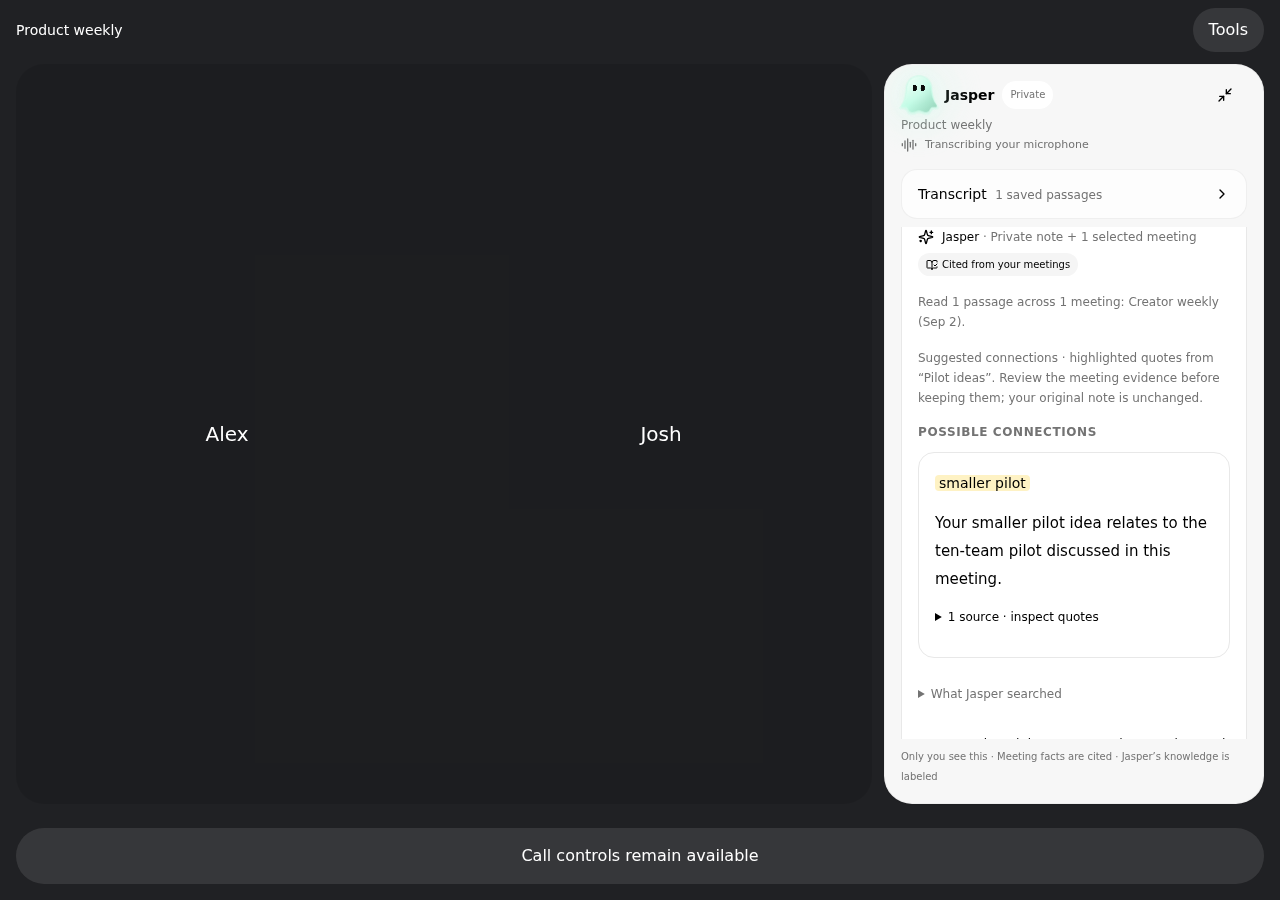 Product weekly
Tools
Alex
Josh
Jasper
Private
Product weekly
Transcribing your microphone
Transcript 1 saved passages
Jasper · Private note + 1 selected meeting
Cited from your meetings
Read 1 passage across 1 meeting: Creator weekly
(Sep 2).
Suggested connections · highlighted quotes from
“Pilot ideas”. Review the meeting evidence before
keeping them; your original note is unchanged.
POSSIBLE CONNECTIONS
smaller pilot
Your smaller pilot idea relates to the
ten-team pilot discussed in this
meeting.
1 source · inspect quotes
What Jasper searched
Only you see this · Meeting facts are cited · Jasper’s knowledge is
labeled
Call controls remain available